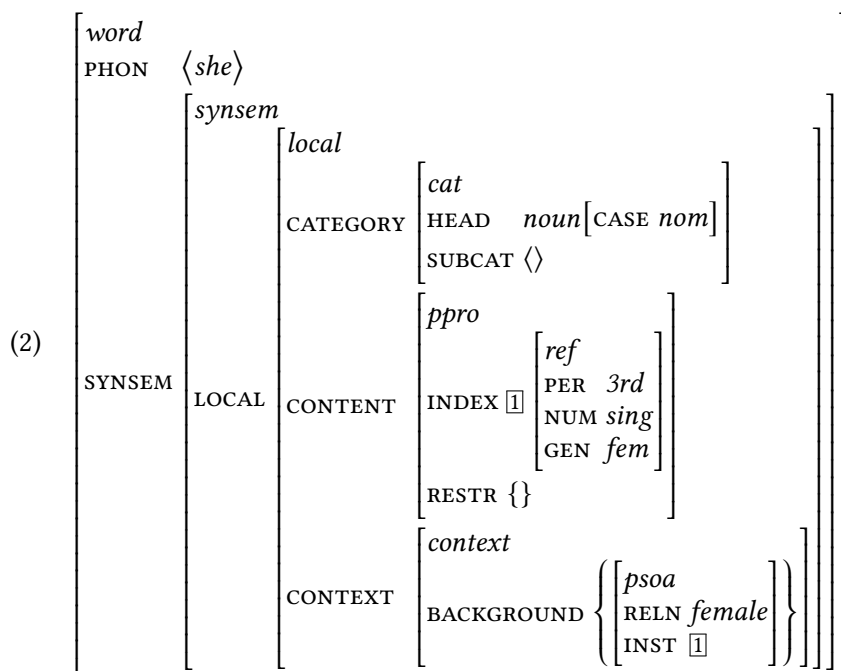 word
PHON ⟨she⟩
synsem
local
cat
CATEGORY HEAD noun[CASE nom]
SUBCAT ⟨⟩
ppro
ref
(2)
SYNSEM LOCAL CONTENT INDEX 1 PER 3rd
NUM sing
GEN fem
RESTR {}
context
psoa
CONTEXT BACKGROUND { RELN female }
INST 1